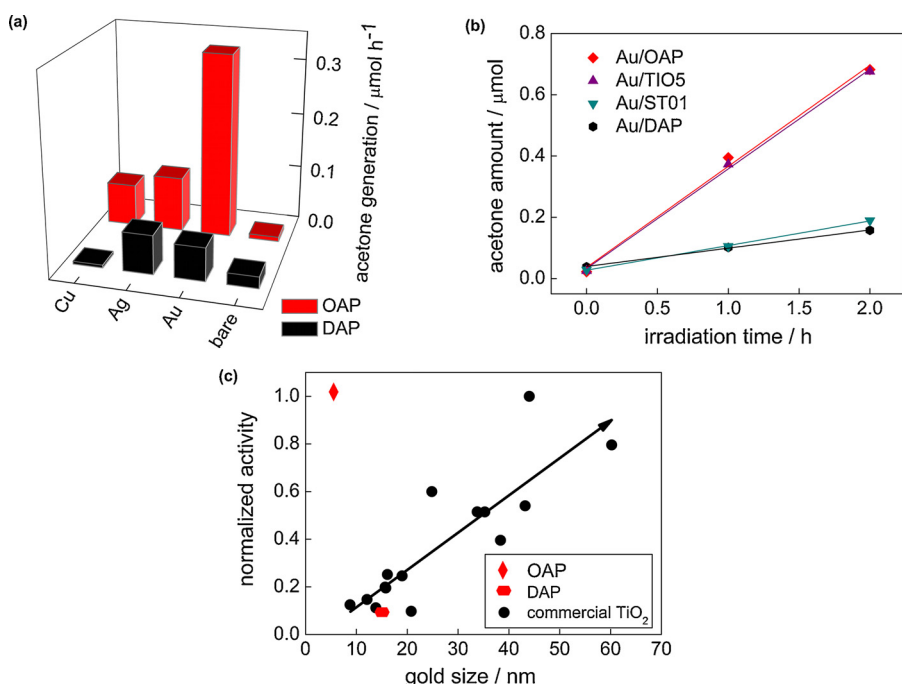 (a)
0.3
0.2
0.1
0.0
acetone generation / μmol h⁻¹
Cu
Ag
Au
bare
OAP
DAP
(b)
0.8
0.6
0.4
0.2
0.0
acetone amount / μmol
Au/OAP
Au/TIO5
Au/ST01
Au/DAP
0.0 0.5 1.0 1.5 2.0
irradiation time / h
(c)
1.0
0.8
0.6
0.4
0.2
0.0
normalized activity
OAP
DAP
commercial TiO₂
0 10 20 30 40 50 60 70
gold size / nm